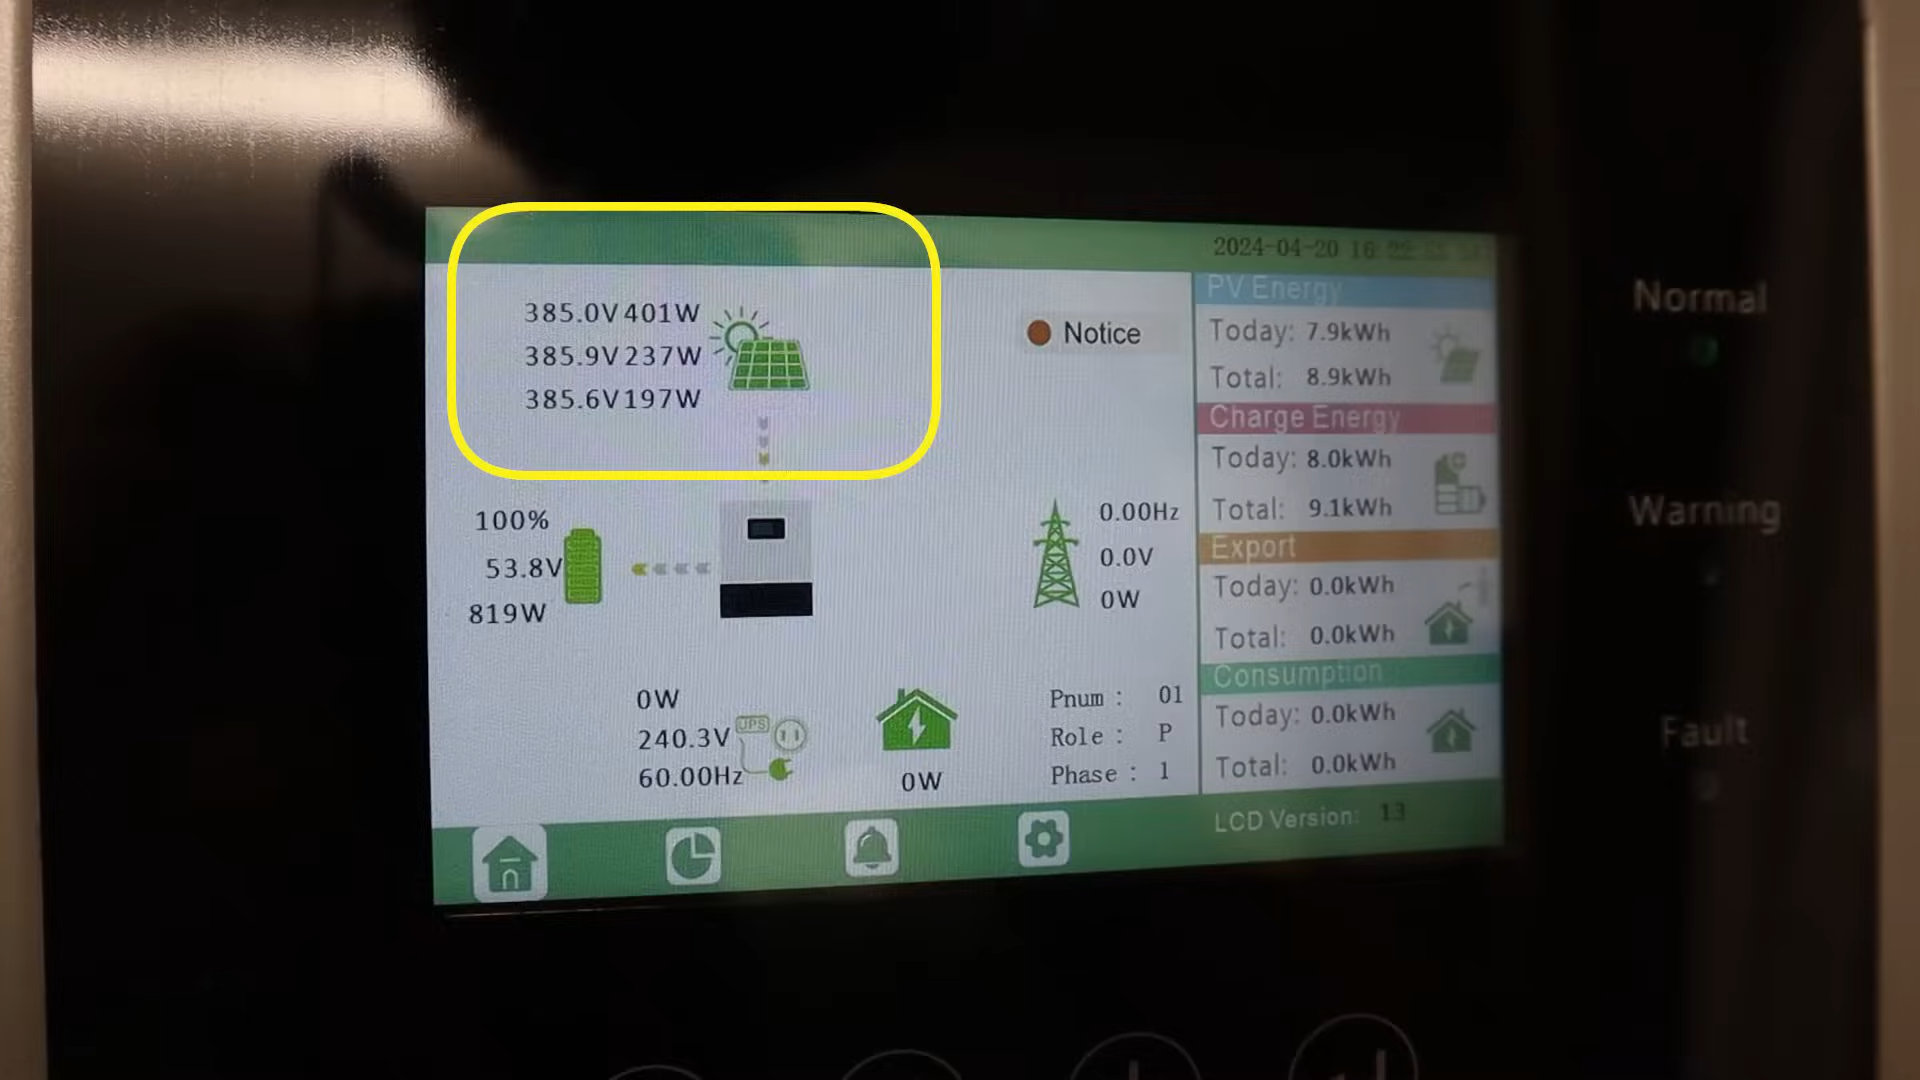 2024-04-20 16:22
385.0V 401W
385.9V 237W
385.6V 197W
Notice
100%
53.8V
819W
0.00Hz
0.0V
0W
0W
240.3V
60.00Hz
UPS
0W
Pnum : 01
Role : P
Phase : 1
PV Energy
Today: 7.9kWh
Total: 8.9kWh
Charge Energy
Today: 8.0kWh
Total: 9.1kWh
Export
Today: 0.0kWh
Total: 0.0kWh
Consumption
Today: 0.0kWh
Total: 0.0kWh
LCD Version: 13
Normal
Warning
Fault